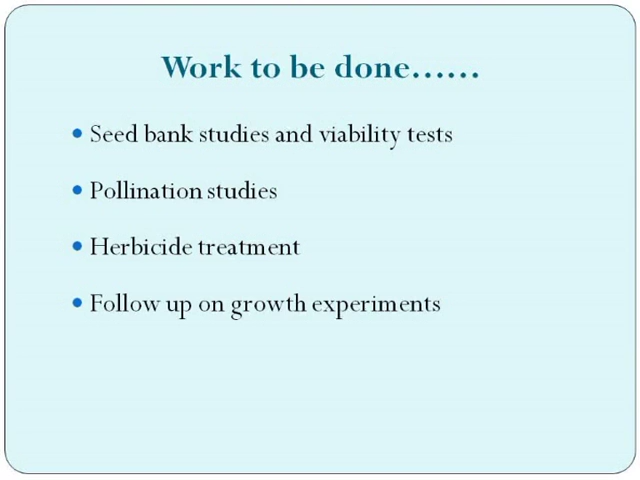 Work to be done......
• Seed bank studies and viability tests
• Pollination studies
• Herbicide treatment
• Follow up on growth experiments